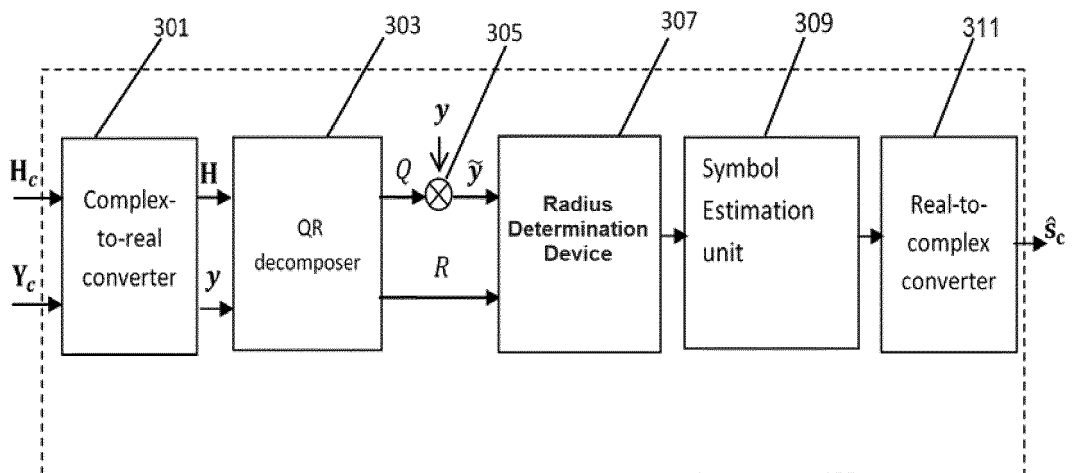 301
303
305
307
309
311
H_c
Y_c
Complex-
to-real
converter
H
y
QR
decomposer
Q
y
ỹ
R
Radius
Determination
Device
Symbol
Estimation
unit
Real-to-
complex
converter
ŝ_c